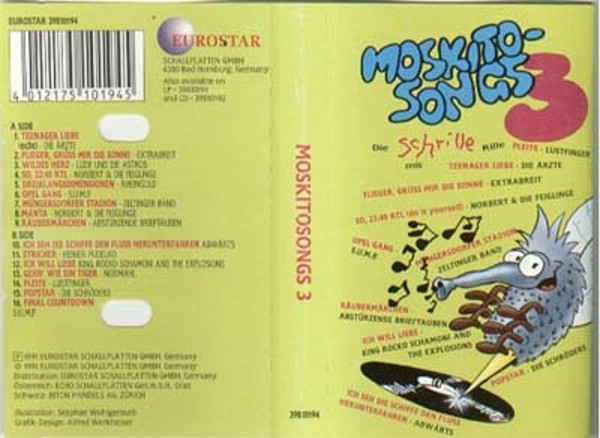 EUROSTAR 39810194
4 012175 101945
EUROSTAR
SCHALLPLATTEN GMBH
6380 Bad Homburg, Germany
Also available on
LP - 39810191
and CD - 39810192
A SIDE
1. TEENAGER LIEBE
(echt) - DIE ÄRZTE
2. FLIEGER, GRÜSS MIR DIE SONNE - EXTRABREIT
3. WILDES HERZ - LÜDE UND DIE ASTROS
4. SO, 22:40 RTL - NORBERT & DIE FEIGLINGE
5. DREIKLANGSDIMENSIONEN - RHEINGOLD
6. OPEL GANG - S.U.M.P.
7. MÜNGERSDORFER STADION - ZELTINGER BAND
8. MANTA - NORBERT & DIE FEIGLINGE
9. RÄUBERMÄRCHEN - ABSTÜRZENDE BRIEFTAUBEN
B SIDE
10. ICH SEH DIE SCHIFFE DEN FLUSS HERUNTERFAHREN ABWÄRTS
11. STRICHER - HEINER PUDELKO
12. ICH WILL LIEBE KING ROCKO SCHAMONI AND THE EXPLOSIONS
13. GEHN' WIE EIN TIGER - NORMAHL
14. PLEITE - LUSTFINGER
15. POPSTAR - DIE SCHRÖDERS
16. FINAL COUNTDOWN
S.U.M.P
℗ 1991 EUROSTAR SCHALLPLATTEN GMBH, Germany
© 1991 EUROSTAR SCHALLPLATTEN GMBH, Germany
Distribution: EUROSTAR SCHALLPLATTEN GMBH, Germany
Österreich: ECHO SCHALLPLATTEN Ges.m.b.H., Graz
Schweiz: INTON HANDELS AG, ZÜRICH
Illustration: Stephan Wohlgemuth
Grafik-Design: Alfred Werkheiser
MOSKITOSONGS 3
39810194
MOSKITO-
SONGS 3
Die schrille Rille PLEITE - LUSTFINGER
mit TEENAGER LIEBE - DIE ÄRZTE
FLIEGER, GRÜSS MIR DIE SONNE - EXTRABREIT
SO, 22:40 RTL (do it yourself) - NORBERT & DIE FEIGLINGE
OPEL GANG -
S.U.M.P.
MÜNGERSDORFER STADION -
ZELTINGER BAND
RÄUBERMÄRCHEN -
ABSTÜRZENDE BRIEFTAUBEN
ICH WILL LIEBE -
KING ROCKO SCHAMONI AND
THE EXPLOSIONS
POPSTAR - DIE SCHRÖDERS
ICH SEH DIE SCHIFFE DEN FLUSS
HERUNTERFAHREN - ABWÄRTS